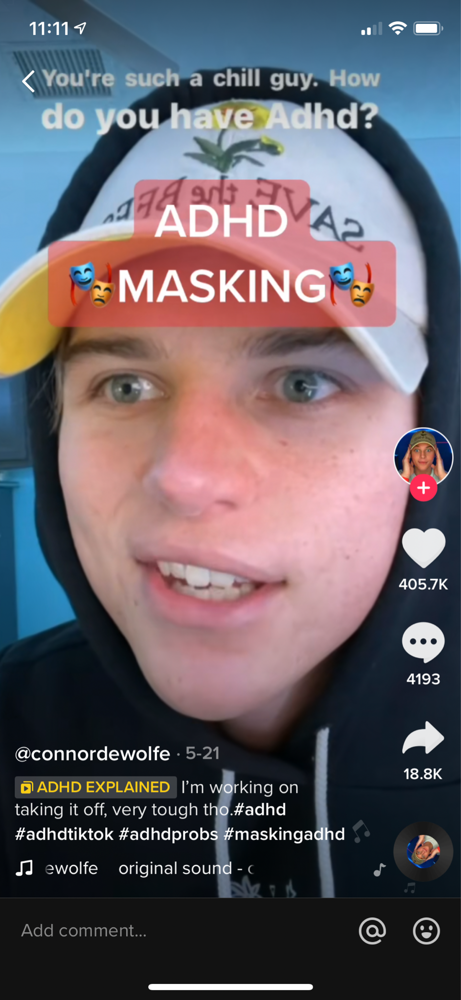 11:11
You're such a chill guy. How
do you have Adhd?
SAVE the BEES
ADHD
🎭MASKING🎭
405.7K
4193
18.8K
@connordewolfe · 5-21
ADHD EXPLAINED I'm working on
taking it off, very tough tho.#adhd
#adhdtiktok #adhdprobs #maskingadhd
ewolfe original sound - c
Add comment...